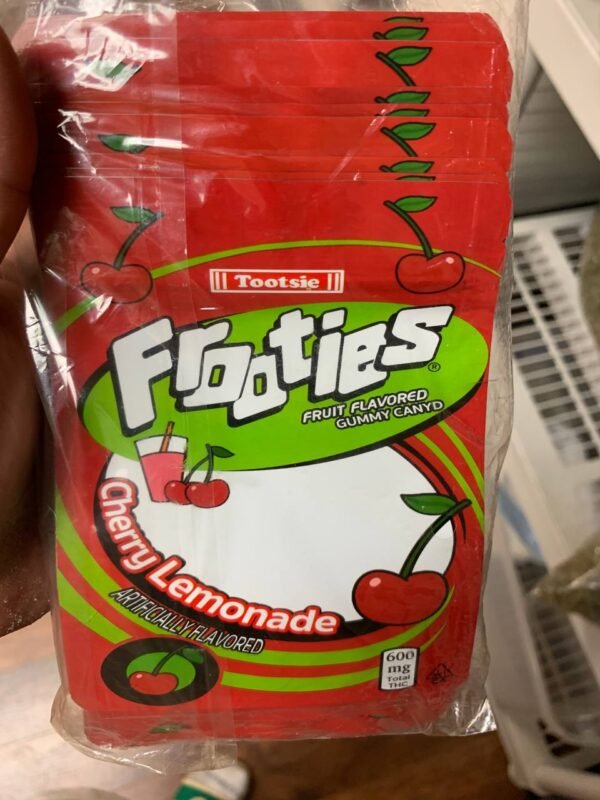 Tootsie
Frooties®
FRUIT FLAVORED
GUMMY CANYD
Cherry Lemonade
ARTIFICIALLY FLAVORED
600
mg
Total
THC